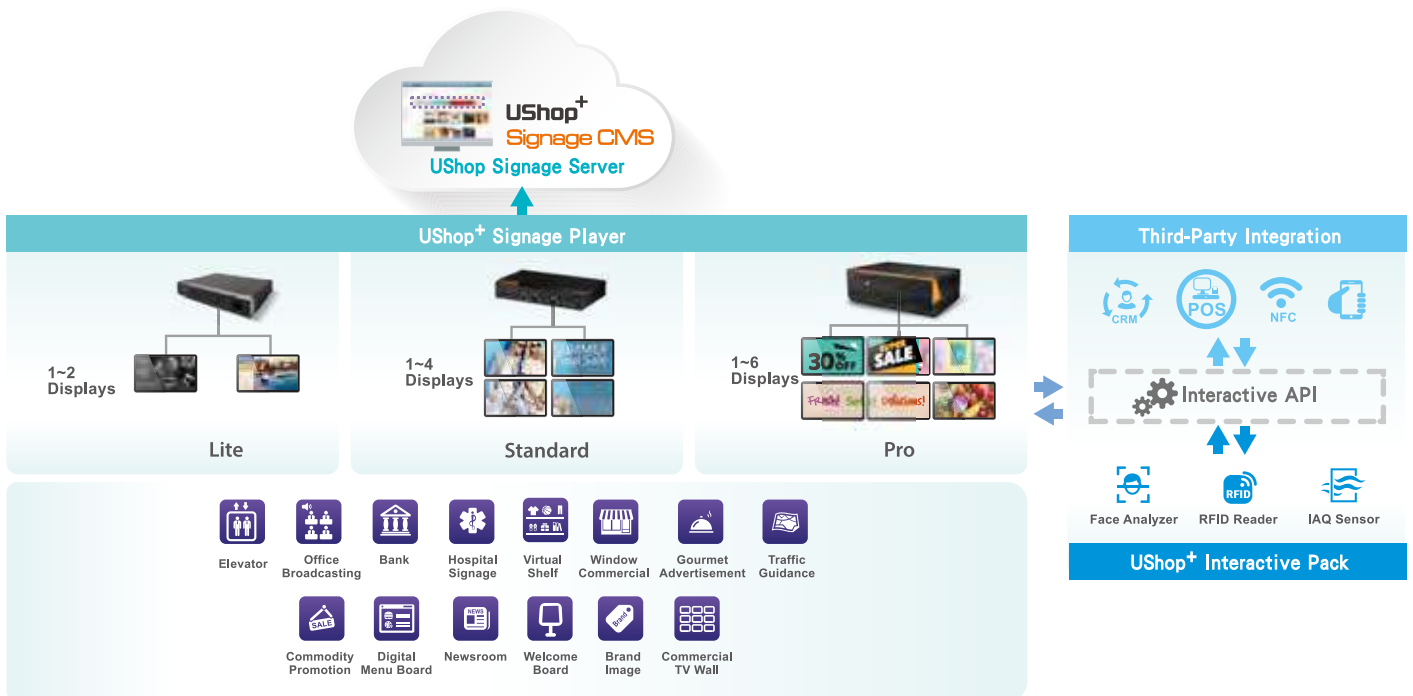 UShop+
Signage CMS
UShop Signage Server
UShop+ Signage Player
1~2
Displays
Lite
1~4
Displays
Standard
1~6
Displays
30%
OFF
SUPER
SALE
FRESH
Delicious!
Pro
Third-Party Integration
CRM
POS
NFC
Interactive API
RFID
Face Analyzer
RFID Reader
IAQ Sensor
UShop+ Interactive Pack
Elevator
Office
Broadcasting
Bank
Hospital
Signage
Virtual
Shelf
Window
Commercial
Gourmet
Advertisement
Traffic
Guidance
SALE
Commodity
Promotion
Digital
Menu Board
NEWS
Newsroom
Welcome
Board
Brand
Brand
Image
Commercial
TV Wall